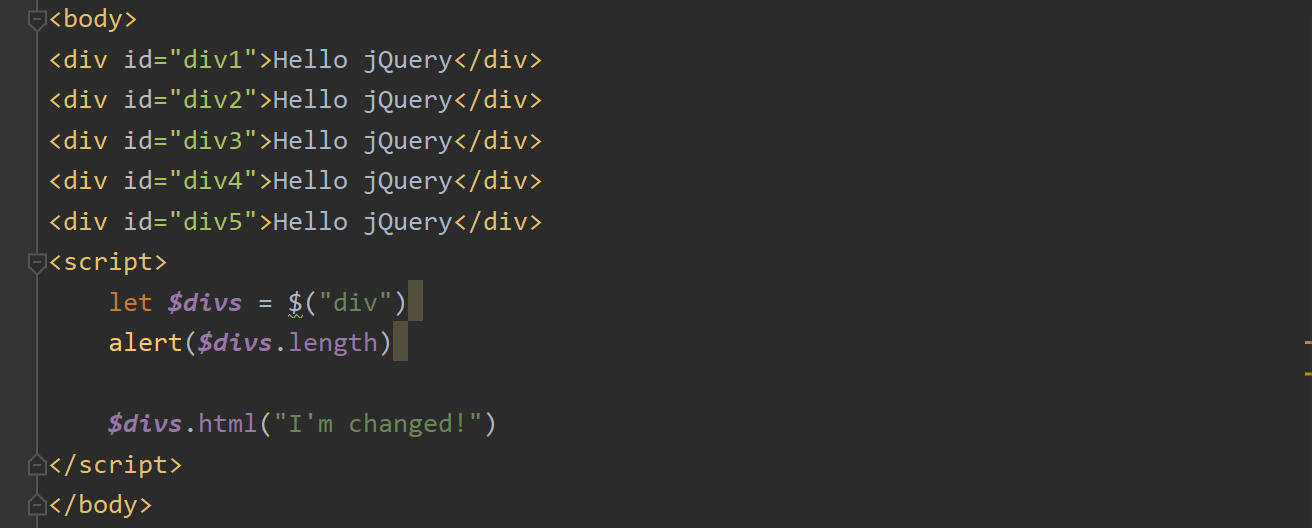 <body>
<div id="div1">Hello jQuery</div>
<div id="div2">Hello jQuery</div>
<div id="div3">Hello jQuery</div>
<div id="div4">Hello jQuery</div>
<div id="div5">Hello jQuery</div>
<script>
    let $divs = $("div")
    alert($divs.length)

    $divs.html("I'm changed!")
</script>
</body>